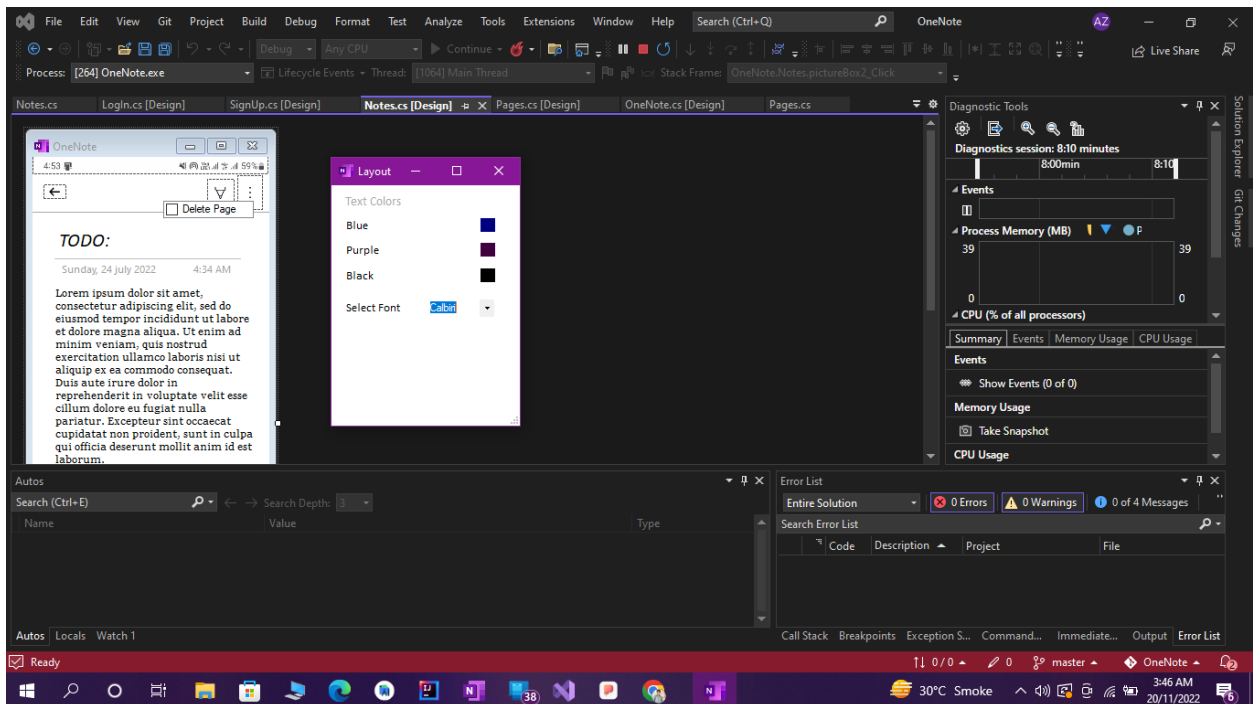 File Edit View Git Project Build Debug Format Test Analyze Tools Extensions Window Help Search (Ctrl+Q) OneNote AZ
Debug Any CPU Continue Live Share
Process: [264] OneNote.exe Lifecycle Events Thread: [1064] Main Thread Stack Frame: OneNote.Notes.pictureBox2_Click
Notes.cs LogIn.cs [Design] SignUp.cs [Design] Notes.cs [Design] Pages.cs [Design] OneNote.cs [Design] Pages.cs
OneNote
4:53 59%
Delete Page
TODO:
Sunday, 24 july 2022 4:34 AM
Lorem ipsum dolor sit amet,
consectetur adipiscing elit, sed do
eiusmod tempor incididunt ut labore
et dolore magna aliqua. Ut enim ad
minim veniam, quis nostrud
exercitation ullamco laboris nisi ut
aliquip ex ea commodo consequat.
Duis aute irure dolor in
reprehenderit in voluptate velit esse
cillum dolore eu fugiat nulla
pariatur. Excepteur sint occaecat
cupidatat non proident, sunt in culpa
qui officia deserunt mollit anim id est
laborum.
Layout
Text Colors
Blue
Purple
Black
Select Font Calbiri
Diagnostic Tools
Diagnostics session: 8:10 minutes
8:00min 8:10
Events
Process Memory (MB) P
39 39
0 0
CPU (% of all processors)
Summary Events Memory Usage CPU Usage
Events
Show Events (0 of 0)
Memory Usage
Take Snapshot
CPU Usage
Solution Explorer
Git Changes
Autos
Search (Ctrl+E) Search Depth: 3
Name Value Type
Autos Locals Watch 1
Error List
Entire Solution 0 Errors 0 Warnings 0 of 4 Messages
Search Error List
Code Description Project File
Call Stack Breakpoints Exception S... Command... Immediate... Output Error List
Ready 0 / 0 0 master OneNote 2
38 30°C Smoke 3:46 AM
20/11/2022 6